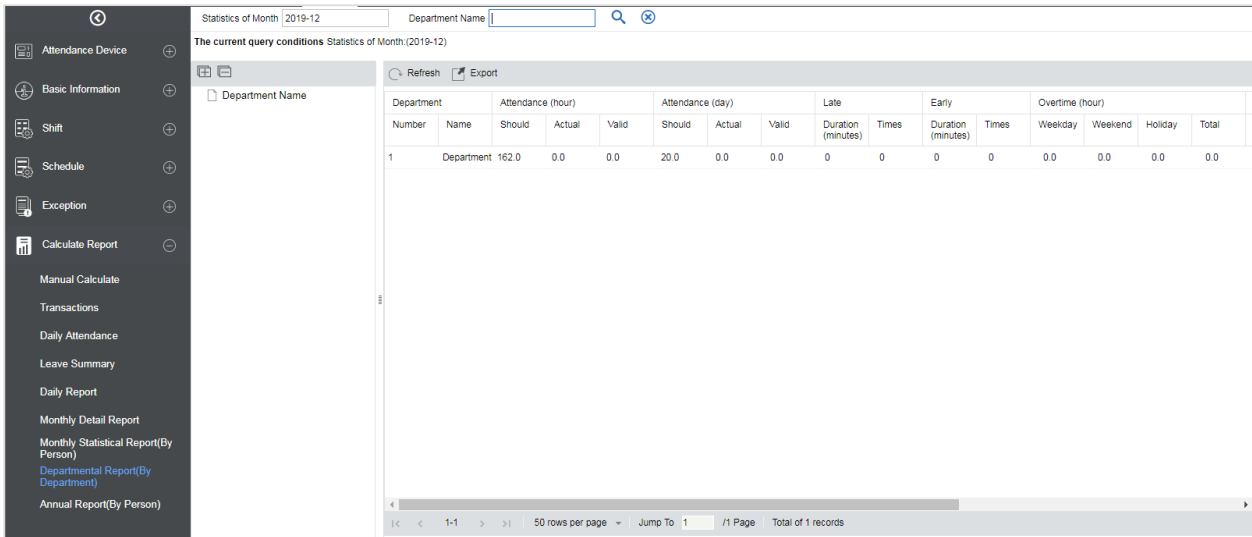 Statistics of Month 2019-12 Department Name
The current query conditions Statistics of Month:(2019-12)
Attendance Device
Basic Information
Shift
Schedule
Exception
Calculate Report
Manual Calculate
Transactions
Daily Attendance
Leave Summary
Daily Report
Monthly Detail Report
Monthly Statistical Report(By
Person)
Departmental Report(By
Department)
Annual Report(By Person)
Department Name
Refresh Export
Department Attendance (hour) Attendance (day) Late Early Overtime (hour)
Number Name Should Actual Valid Should Actual Valid Duration (minutes) Times Duration (minutes) Times Weekday Weekend Holiday Total
1 Department 162.0 0.0 0.0 20.0 0.0 0.0 0 0 0 0 0.0 0.0 0.0 0.0
1-1 50 rows per page Jump To 1 /1 Page Total of 1 records